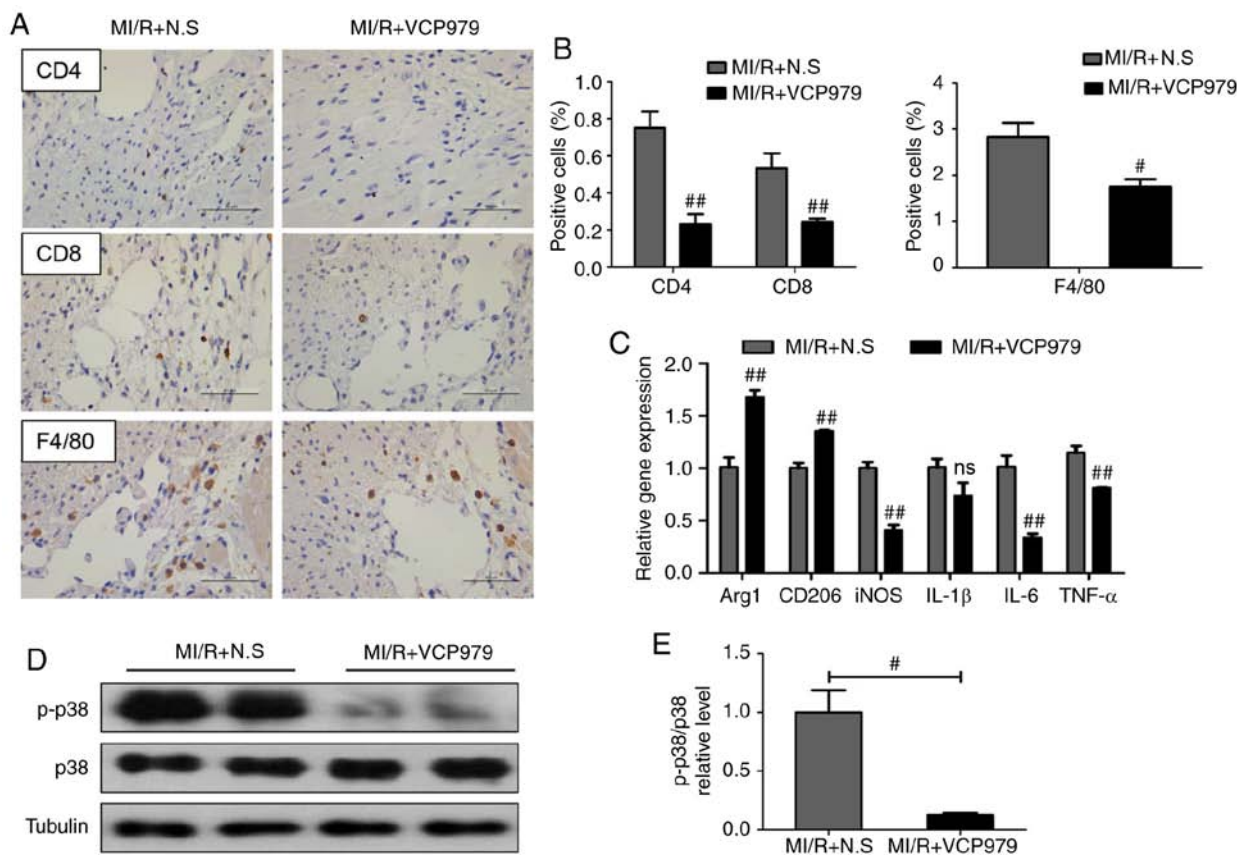 A
MI/R+N.S
MI/R+VCP979
CD4
CD8
F4/80
B
MI/R+N.S
MI/R+VCP979
Positive cells (%)
1.0
0.8
0.6
0.4
0.2
0.0
##
##
CD4
CD8
MI/R+N.S
MI/R+VCP979
Positive cells (%)
4
3
2
1
0
#
F4/80
C
MI/R+N.S
MI/R+VCP979
Relative gene expression
2.0
1.5
1.0
0.5
0.0
##
##
##
ns
##
##
Arg1
CD206
iNOS
IL-1β
IL-6
TNF-α
D
MI/R+N.S
MI/R+VCP979
p-p38
p38
Tubulin
E
p-p38/p38
relative level
1.5
1.0
0.5
0.0
#
MI/R+N.S
MI/R+VCP979